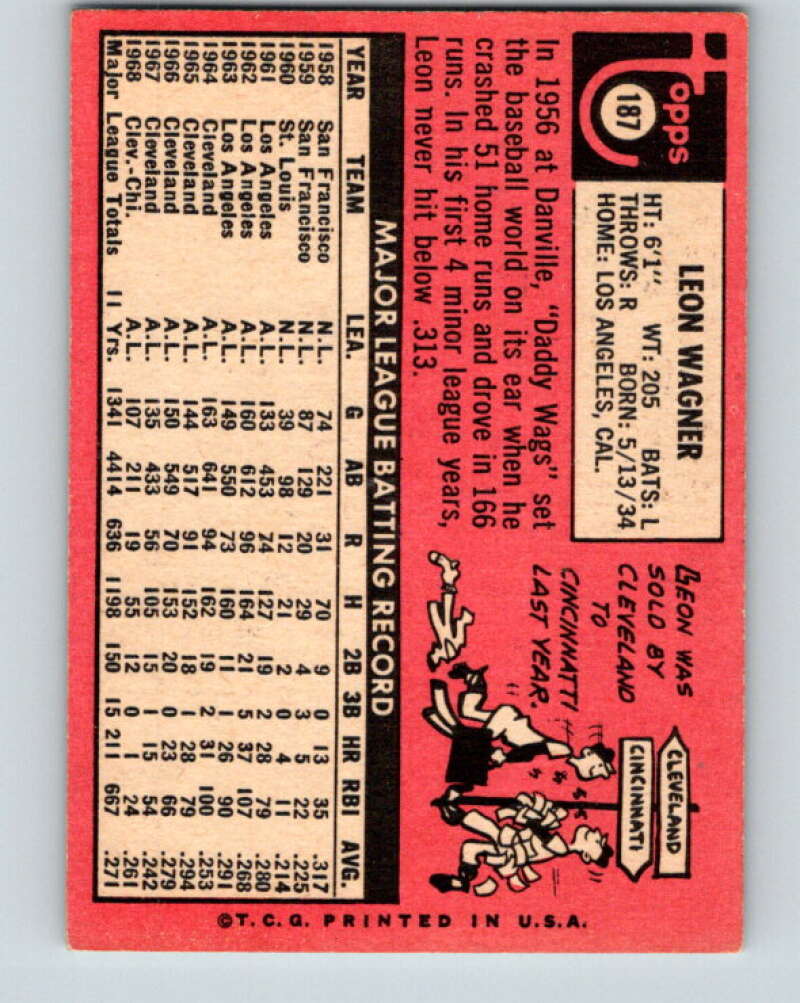 Topps
187
LEON WAGNER
HT: 6'1" WT: 205 BATS: L
THROWS: R BORN: 5/13/34
HOME: LOS ANGELES, CAL.
In 1956 at Danville, "Daddy Wags" set
the baseball world on its ear when he
crashed 51 home runs and drove in 166
runs. In his first 4 minor league years,
Leon never hit below .313.
LEON WAS
SOLD BY
CLEVELAND
TO
CINCINNATTI
LAST YEAR.
CLEVELAND
CINCINNATI
MAJOR LEAGUE BATTING RECORD
YEAR TEAM LEA. G AB R H 2B 3B HR RBI AVG.
1958 San Francisco N.L. 74 221 31 70 9 0 13 35 .317
1959 San Francisco N.L. 87 129 20 29 4 3 5 22 .225
1960 St. Louis N.L. 39 98 12 21 2 0 4 11 .214
1961 Los Angeles A.L. 133 453 74 127 19 2 28 79 .280
1962 Los Angeles A.L. 160 612 96 164 21 5 37 107 .268
1963 Los Angeles A.L. 149 550 73 160 11 1 26 90 .291
1964 Cleveland A.L. 163 641 94 162 19 2 31 100 .253
1965 Cleveland A.L. 144 517 91 152 18 1 28 79 .294
1966 Cleveland A.L. 150 549 70 153 20 0 23 66 .279
1967 Cleveland A.L. 135 433 56 105 15 1 15 54 .242
1968 Clev.-Chi. A.L. 107 211 19 55 12 0 1 24 .261
Major League Totals 11 Yrs. 1341 4414 636 1198 150 15 211 667 .271
©T.C.G. PRINTED IN U.S.A.